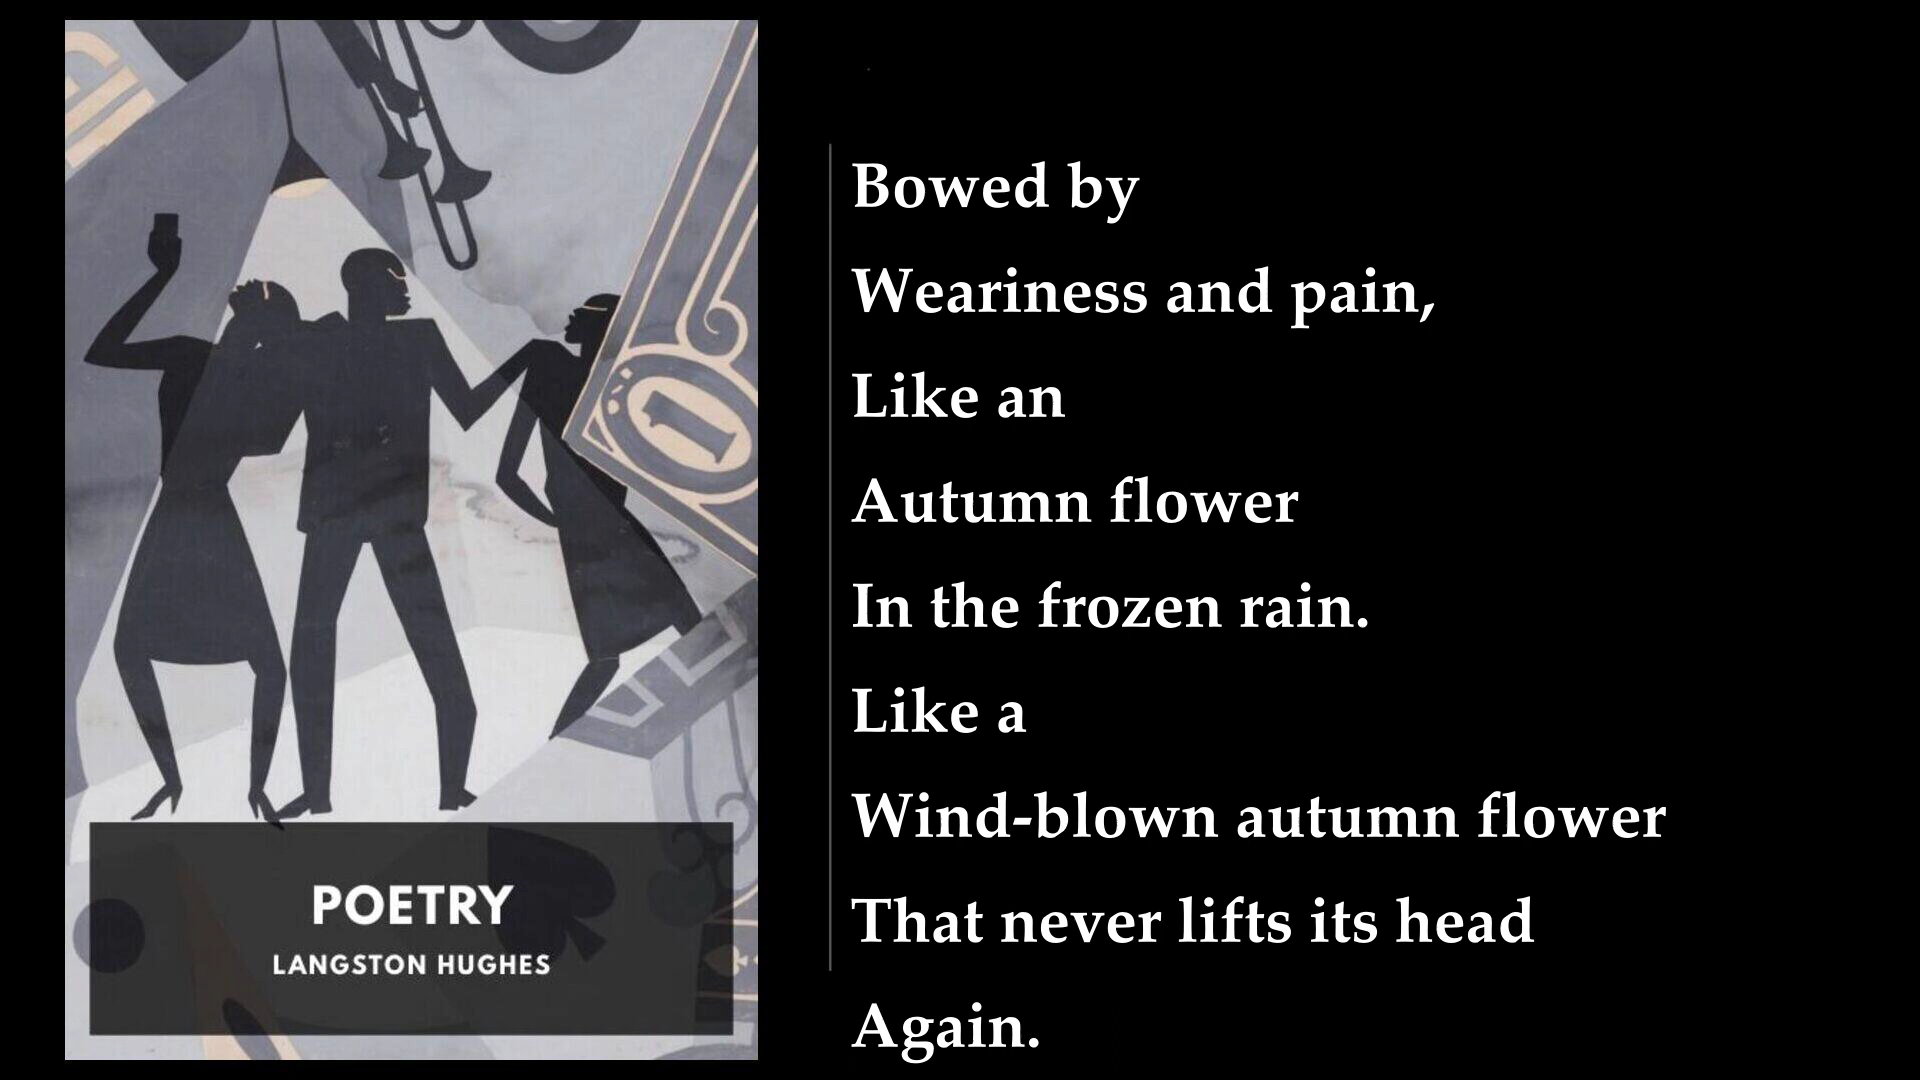 POETRY
LANGSTON HUGHES
Bowed by
Weariness and pain,
Like an
Autumn flower
In the frozen rain.
Like a
Wind-blown autumn flower
That never lifts its head
Again.